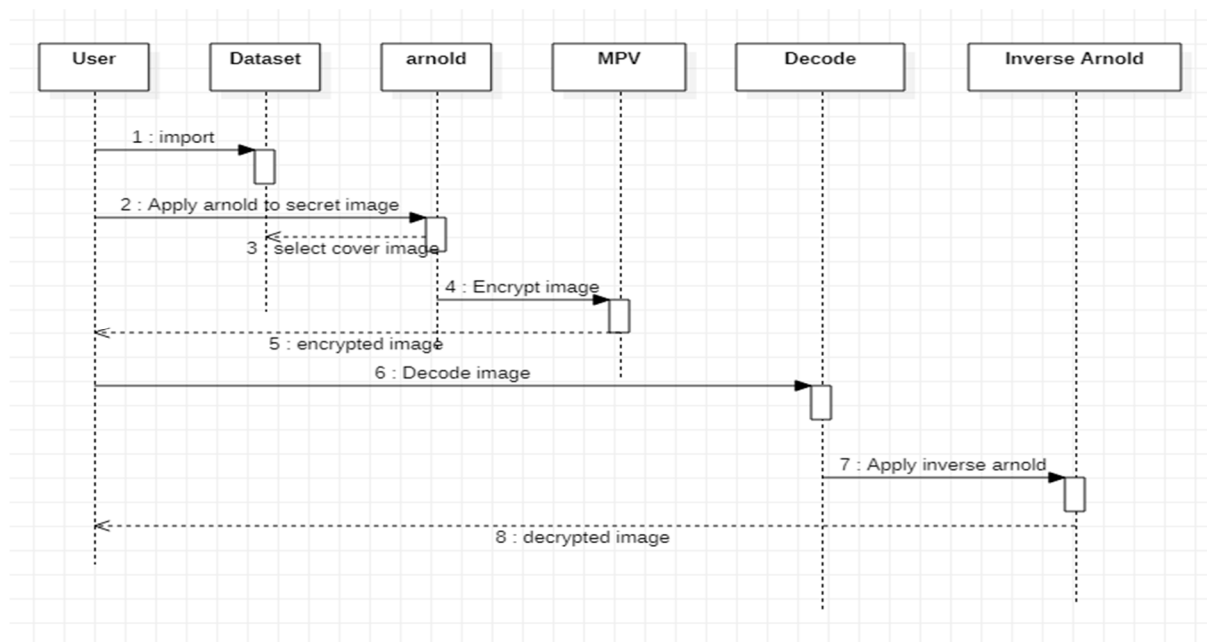 User Dataset arnold MPV Decode Inverse Arnold
1 : import
2 : Apply arnold to secret image
3 : select cover image
4 : Encrypt image
5 : encrypted image
6 : Decode image
7 : Apply inverse arnold
8 : decrypted image